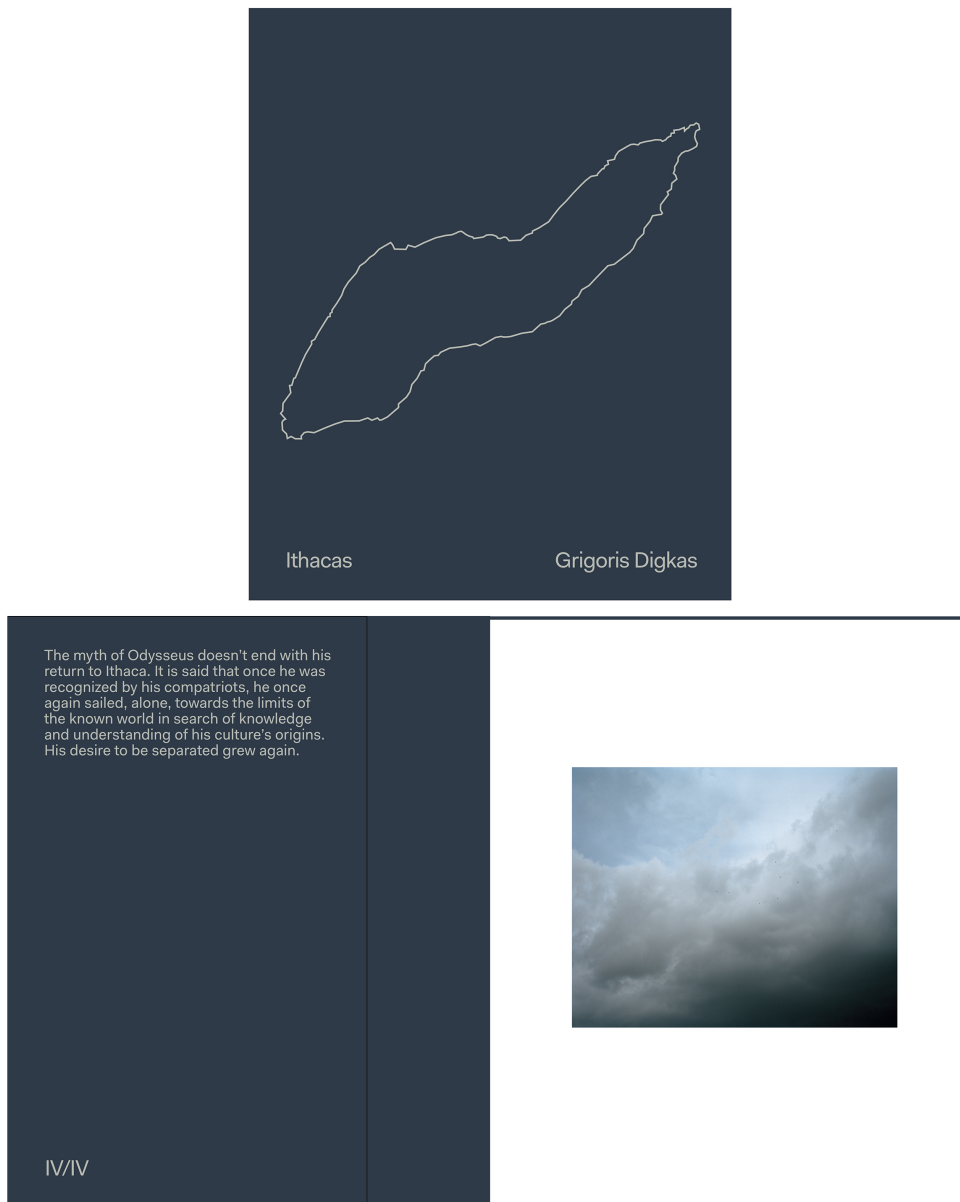 Ithacas
Grigoris Digkas
The myth of Odysseus doesn’t end with his
return to Ithaca. It is said that once he was
recognized by his compatriots, he once
again sailed, alone, towards the limits of
the known world in search of knowledge
and understanding of his culture’s origins.
His desire to be separated grew again.
IV/IV